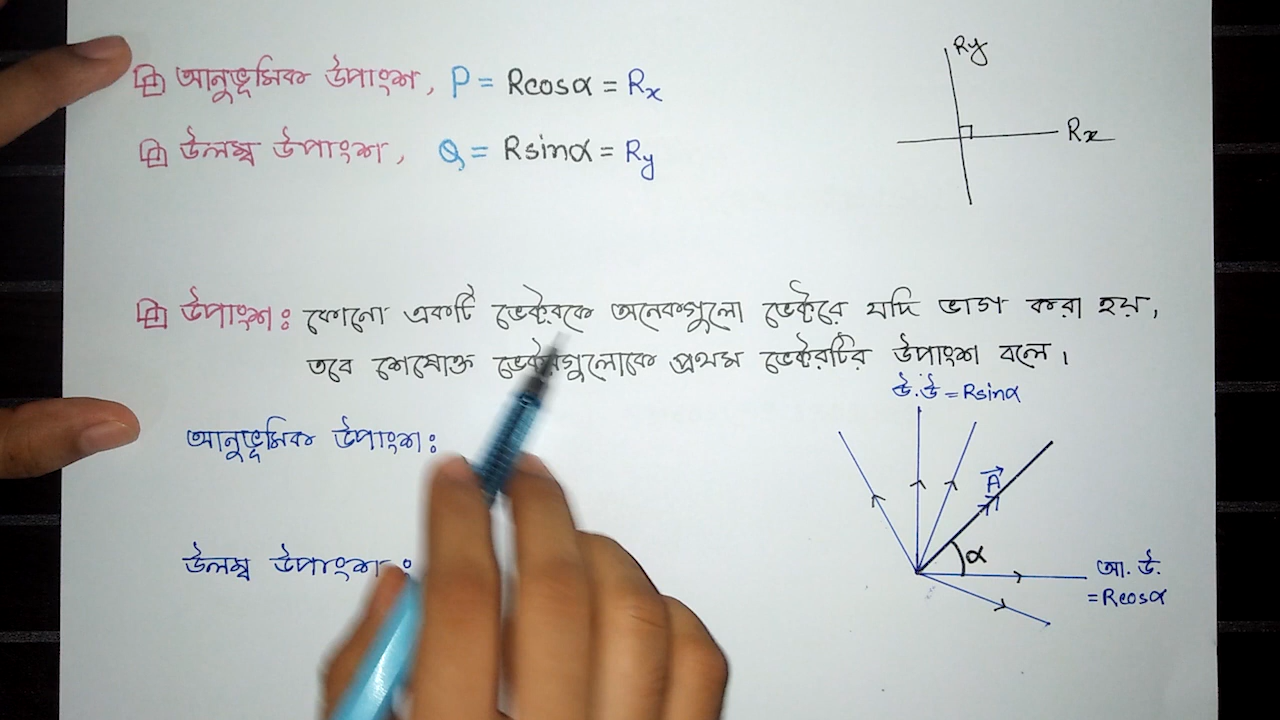 আনুভূমিক উপাংশ, P = Rcosα = Rx
উলম্ব উপাংশ, Q = Rsinα = Ry
Ry
Rx
উপাংশঃ কোনো একটি ভেক্টরকে অনেকগুলো ভেক্টরে যদি ভাগ করা হয়,
তবে শেষোক্ত ভেক্টরগুলোকে প্রথম ভেক্টরটির উপাংশ বলে।
উ.উ = Rsinα
আনুভূমিক উপাংশঃ
A
α
উলম্ব উপাংশঃ
আ. উ.
= Rcosα